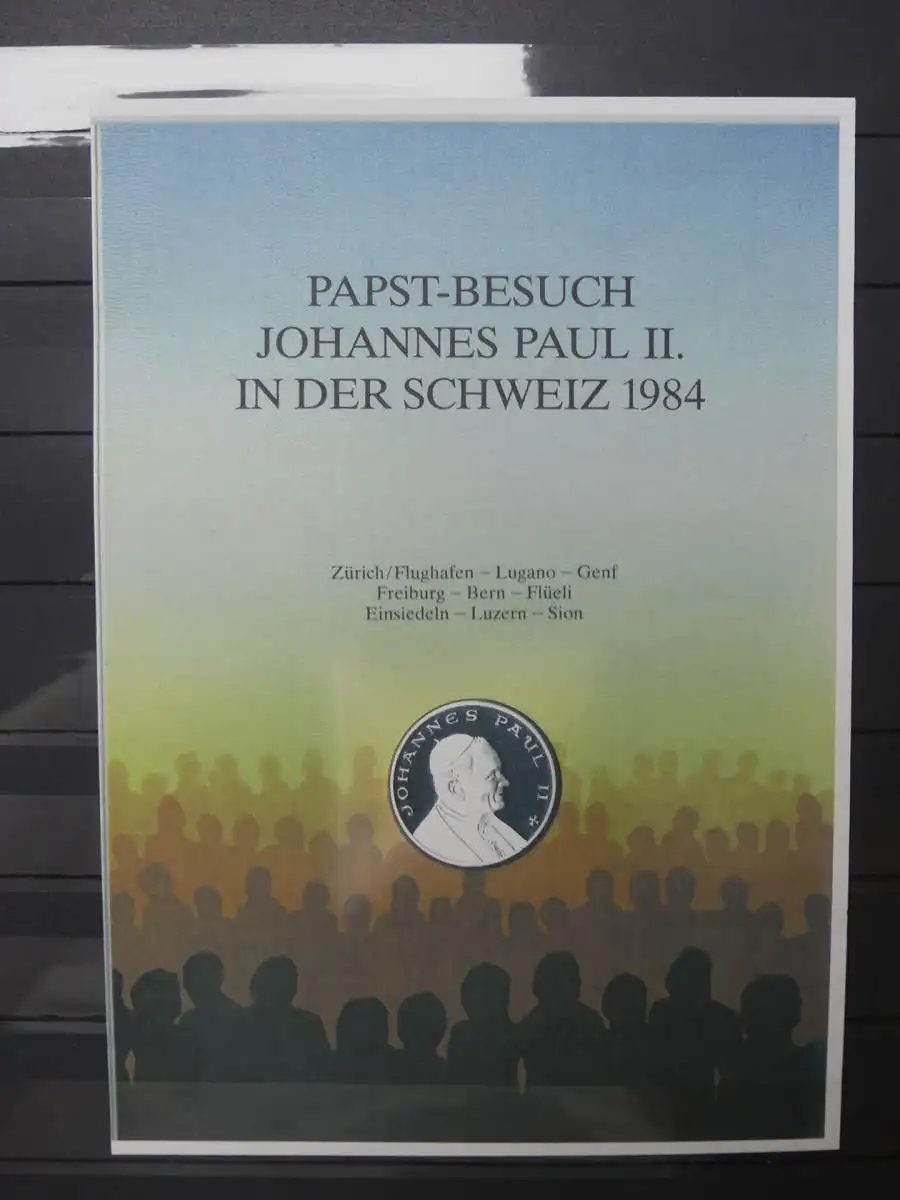 PAPST-BESUCH
JOHANNES PAUL II.
IN DER SCHWEIZ 1984
Zürich/Flughafen – Lugano – Genf
Freiburg – Bern – Flüeli
Einsiedeln – Luzern – Sion
JOHANNES PAUL II